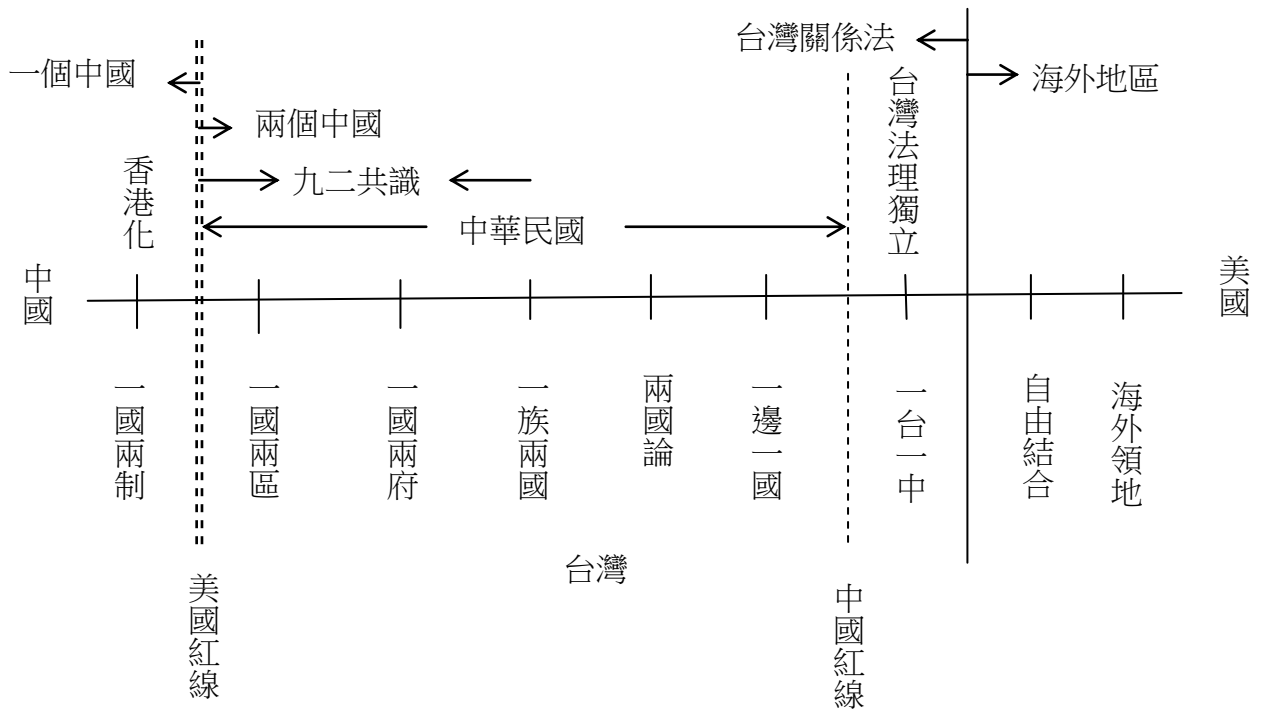 台灣關係法
一個中國
海外地區
台灣法理獨立
兩個中國
香港化
九二共識
中華民國
中國
美國
一國兩制
一國兩區
一國兩府
一族兩國
兩國論
一邊一國
一台一中
自由結合
海外領地
台灣
美國紅線
中國紅線